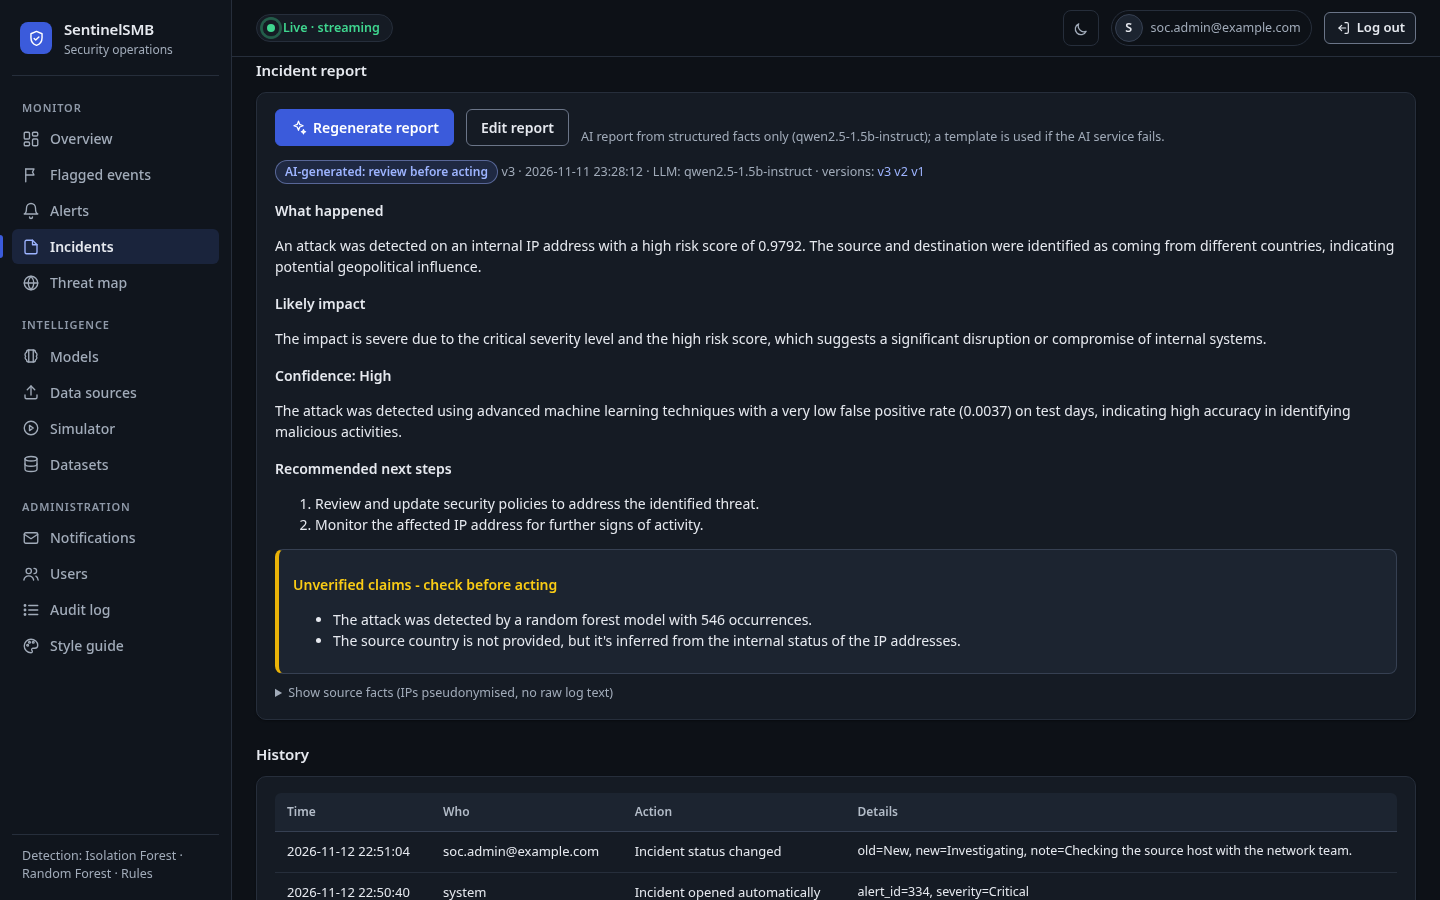 SentinelSMB
Security operations
MONITOR
Overview
Flagged events
Alerts
Incidents
Threat map
INTELLIGENCE
Models
Data sources
Simulator
Datasets
ADMINISTRATION
Notifications
Users
Audit log
Style guide
Detection: Isolation Forest ·
Random Forest · Rules
Live · streaming
S
soc.admin@example.com
Log out
Incident report
Regenerate report
Edit report
AI report from structured facts only (qwen2.5-1.5b-instruct); a template is used if the AI service fails.
AI-generated: review before acting v3 · 2026-11-11 23:28:12 · LLM: qwen2.5-1.5b-instruct · versions: v3 v2 v1
What happened
An attack was detected on an internal IP address with a high risk score of 0.9792. The source and destination were identified as coming from different countries, indicating
potential geopolitical influence.
Likely impact
The impact is severe due to the critical severity level and the high risk score, which suggests a significant disruption or compromise of internal systems.
Confidence: High
The attack was detected using advanced machine learning techniques with a very low false positive rate (0.0037) on test days, indicating high accuracy in identifying
malicious activities.
Recommended next steps
1. Review and update security policies to address the identified threat.
2. Monitor the affected IP address for further signs of activity.
Unverified claims - check before acting
• The attack was detected by a random forest model with 546 occurrences.
• The source country is not provided, but it's inferred from the internal status of the IP addresses.
Show source facts (IPs pseudonymised, no raw log text)
History
Time Who Action Details
2026-11-12 22:51:04 soc.admin@example.com Incident status changed old=New, new=Investigating, note=Checking the source host with the network team.
2026-11-12 22:50:40 system Incident opened automatically alert_id=334, severity=Critical